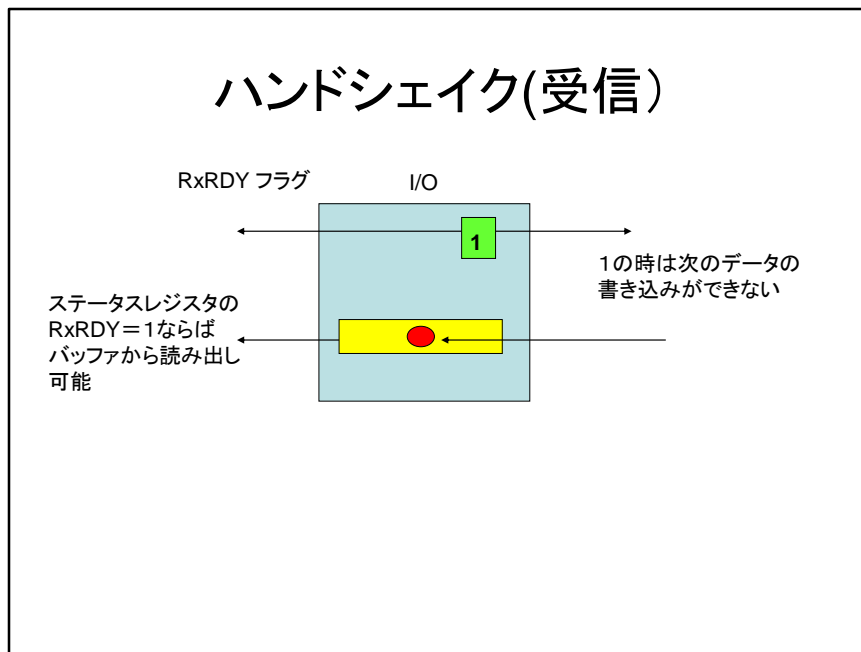 ハンドシェイク(受信）
RxRDY フラグ
I/O
1
１の時は次のデータの
書き込みができない
ステータスレジスタの
RxRDY＝１ならば
バッファから読み出し
可能